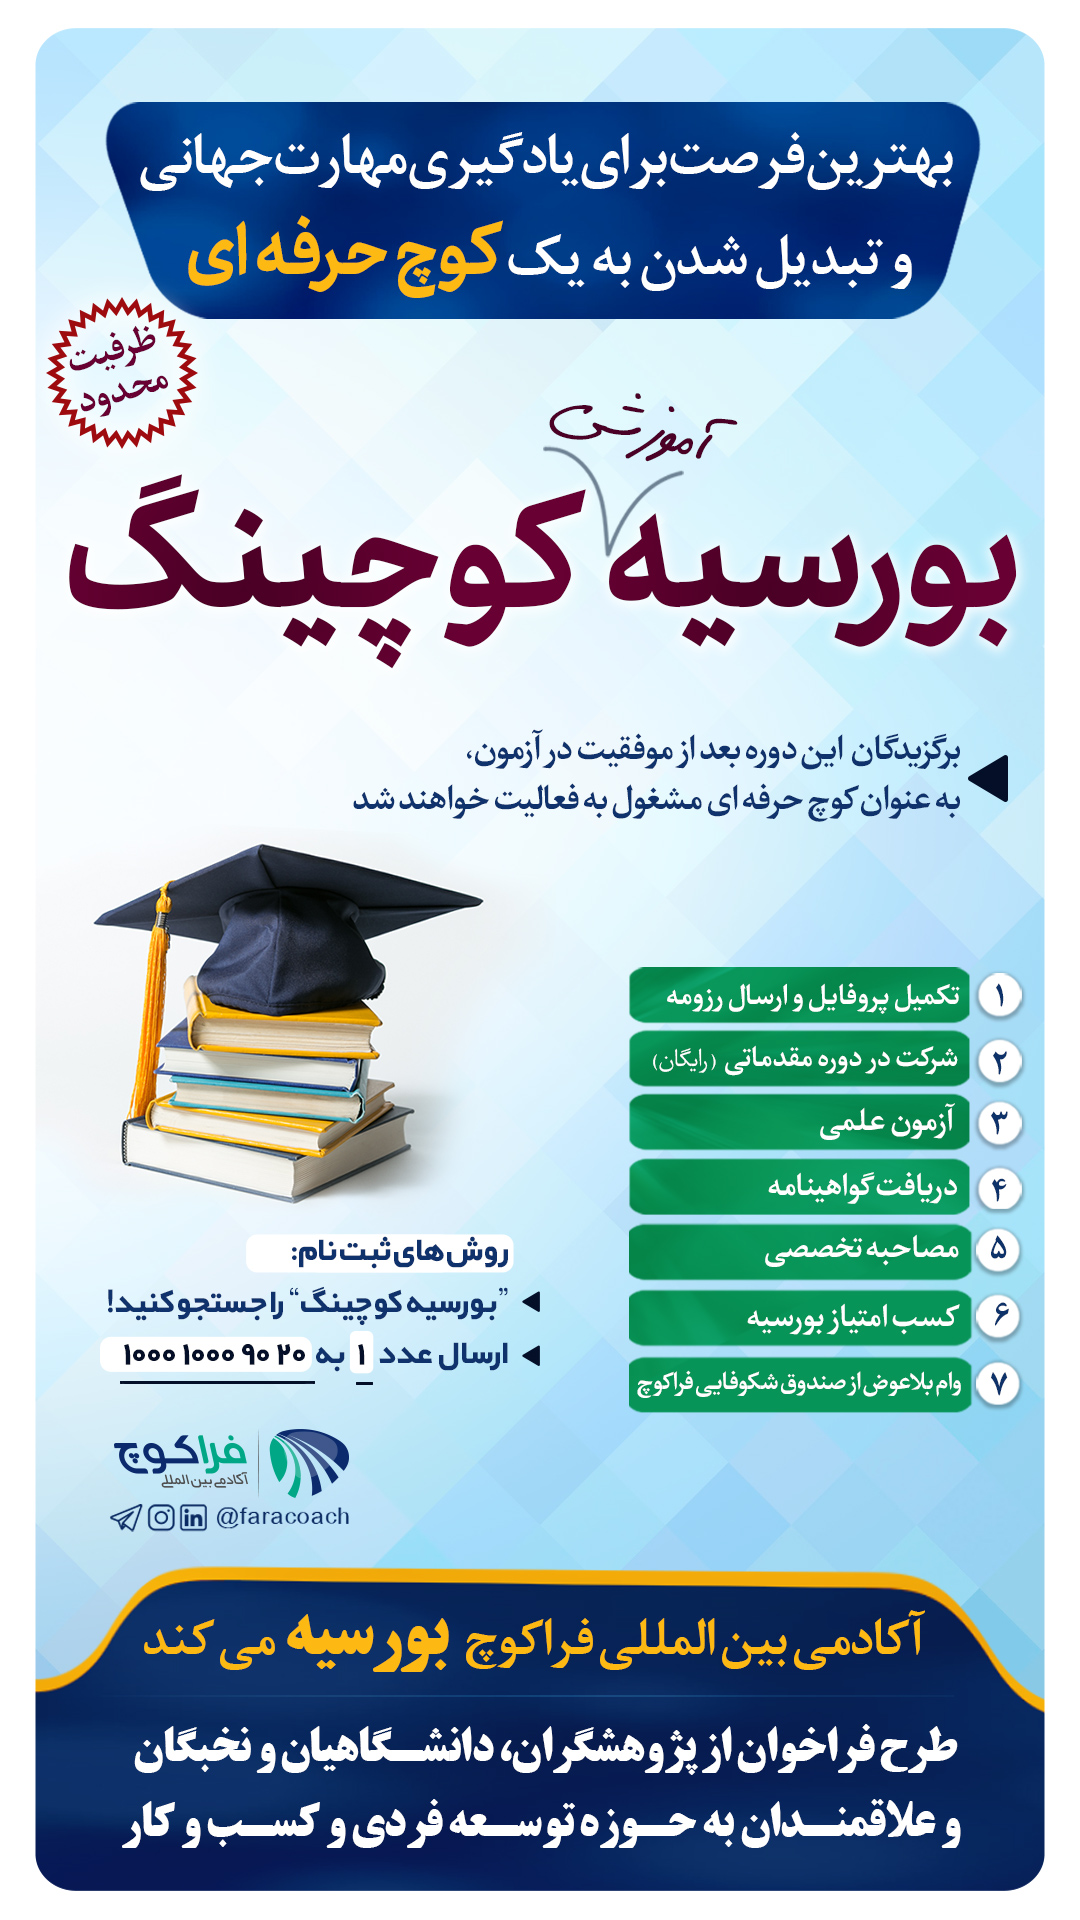 بهترین فرصت برای یادگیری مهارت جهانی
و تبدیل شدن به یک کوچ حرفه ای
ظرفیت
محدود
آموزشی
بورسیه کوچینگ
برگزیدگان این دوره بعد از موفقیت در آزمون،
به عنوان کوچ حرفه ای مشغول به فعالیت خواهند شد
۱ تکمیل پروفایل و ارسال رزومه
۲ شرکت در دوره مقدماتی (رایگان)
۳ آزمون علمی
۴ دریافت گواهینامه
۵ مصاحبه تخصصی
۶ کسب امتیاز بورسیه
۷ وام بلاعوض از صندوق شکوفایی فراکوچ
روش های ثبت نام:
"بورسیه کوچینگ" را جستجو کنید!
ارسال عدد ۱ به ۱۰۰۰ ۱۰۰۰ ۹۰ ۲۰
فراکوچ
آکادمی بین المللی
@faracoach
آکادمی بین المللی فراکوچ بورسیه می کند
طرح فراخوان از پژوهشگران، دانشگاهیان و نخبگان
و علاقمندان به حوزه توسعه فردی و کسب و کار